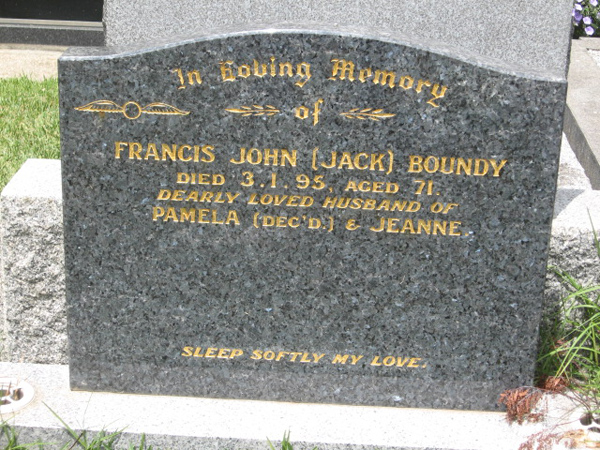 In Loving Memory
of
FRANCIS JOHN (JACK) BOUNDY
DIED 3.1.95, AGED 71.
DEARLY LOVED HUSBAND OF
PAMELA (DEC'D.) & JEANNE.
SLEEP SOFTLY MY LOVE.